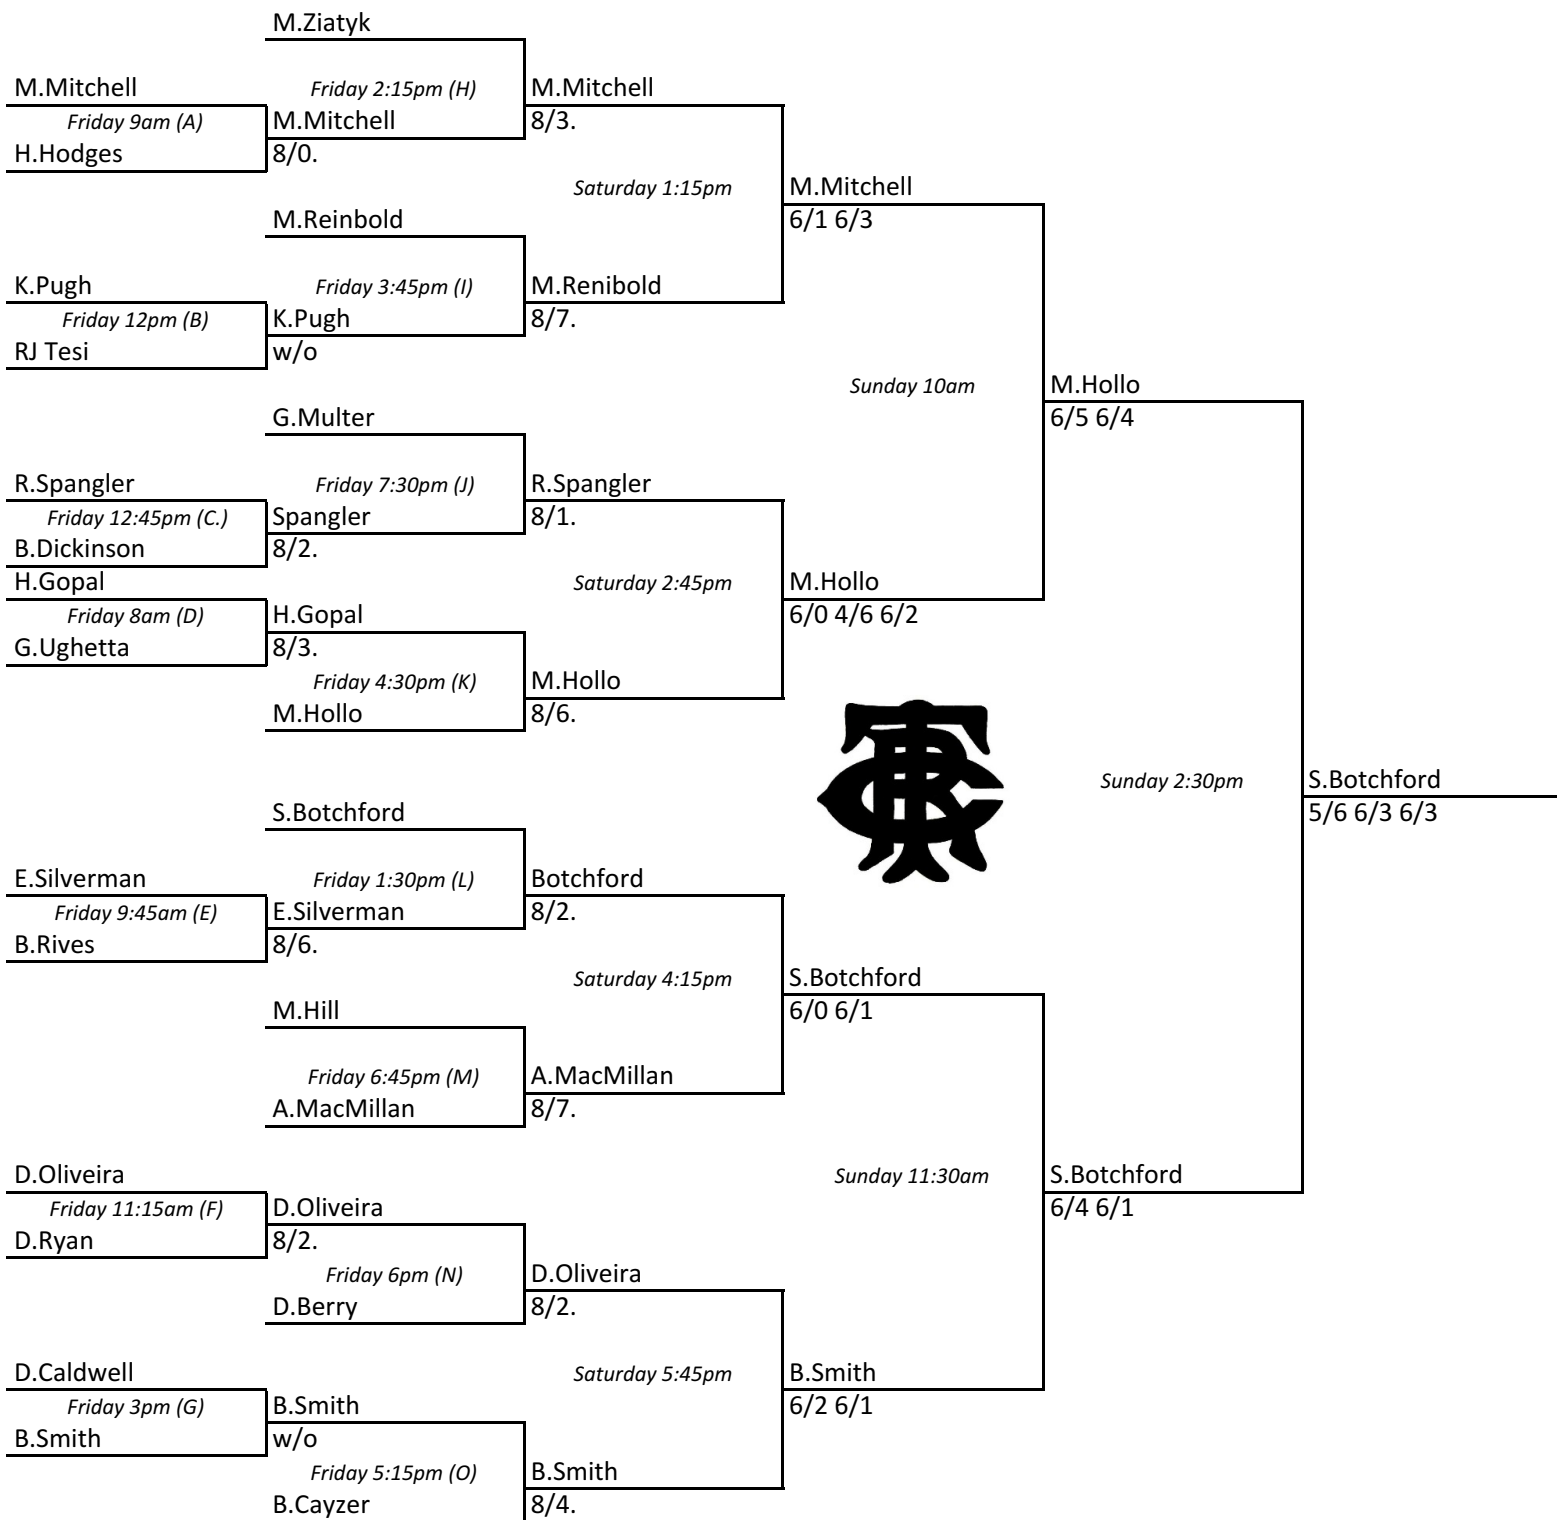 M.Ziatyk
M.Mitchell
Friday 2:15pm (H)
M.Mitchell
Friday 9am (A)
M.Mitchell
8/3.
H.Hodges
8/0.
Saturday 1:15pm
M.Mitchell
M.Reinbold
6/1 6/3
K.Pugh
Friday 3:45pm (I)
M.Renibold
Friday 12pm (B)
K.Pugh
8/7.
RJ Tesi
w/o
Sunday 10am
M.Hollo
G.Multer
6/5 6/4
R.Spangler
Friday 7:30pm (J)
R.Spangler
Friday 12:45pm (C.)
Spangler
8/1.
B.Dickinson
8/2.
H.Gopal
Saturday 2:45pm
M.Hollo
Friday 8am (D)
H.Gopal
6/0 4/6 6/2
G.Ughetta
8/3.
Friday 4:30pm (K)
M.Hollo
M.Hollo
8/6.
Sunday 2:30pm
S.Botchford
S.Botchford
5/6 6/3 6/3
E.Silverman
Friday 1:30pm (L)
Botchford
Friday 9:45am (E)
E.Silverman
8/2.
B.Rives
8/6.
Saturday 4:15pm
S.Botchford
M.Hill
6/0 6/1
Friday 6:45pm (M)
A.MacMillan
A.MacMillan
8/7.
D.Oliveira
Sunday 11:30am
S.Botchford
Friday 11:15am (F)
D.Oliveira
6/4 6/1
D.Ryan
8/2.
Friday 6pm (N)
D.Oliveira
D.Berry
8/2.
D.Caldwell
Saturday 5:45pm
B.Smith
Friday 3pm (G)
B.Smith
6/2 6/1
B.Smith
w/o
Friday 5:15pm (O)
B.Smith
B.Cayzer
8/4.